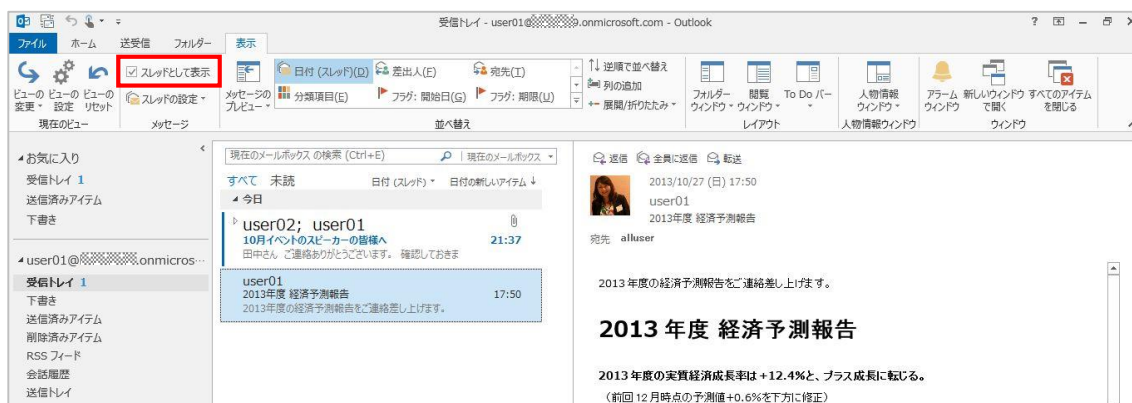 受信トレイ - user01@9.onmicrosoft.com - Outlook
ファイル ホーム 送受信 フォルダー 表示
ビューの変更 ビューの設定 ビューのリセット
現在のビュー
スレッドとして表示
スレッドの設定
メッセージ
メッセージのプレビュー
日付 (スレッド)(D) 差出人(E) 宛先(T)
分類項目(E) フラグ: 開始日(G) フラグ: 期限(U)
逆順で並べ替え
列の追加
展開/折りたたみ
並べ替え
フォルダー ウィンドウ 閲覧 ウィンドウ To Do バー
レイアウト
人物情報 ウィンドウ
人物情報ウィンドウ
アラーム ウィンドウ 新しいウィンドウで開く すべてのアイテムを閉じる
ウィンドウ
お気に入り
受信トレイ 1
送信済みアイテム
下書き
user01@.onmicros…
受信トレイ 1
下書き
送信済みアイテム
削除済みアイテム
RSS フィード
会話履歴
送信トレイ
現在のメールボックス の検索 (Ctrl+E) 現在のメールボックス
すべて 未読 日付 (スレッド) 日付の新しいアイテム ↓
今日
user02; user01
10月イベントのスピーカーの皆様へ 21:37
田中さん ご連絡ありがとうございます。 確認しておきま
user01
2013年度 経済予測報告 17:50
2013年度の経済予測報告をご連絡差し上げます。
返信 全員に返信 転送
2013/10/27 (日) 17:50
user01
2013年度 経済予測報告
宛先 alluser
2013 年度の経済予測報告をご連絡差し上げます。
2013 年度 経済予測報告
2013 年度の実質経済成長率は +12.4%と、プラス成長に転じる。
（前回 12 月時点の予測値+0.6%を下方に修正）